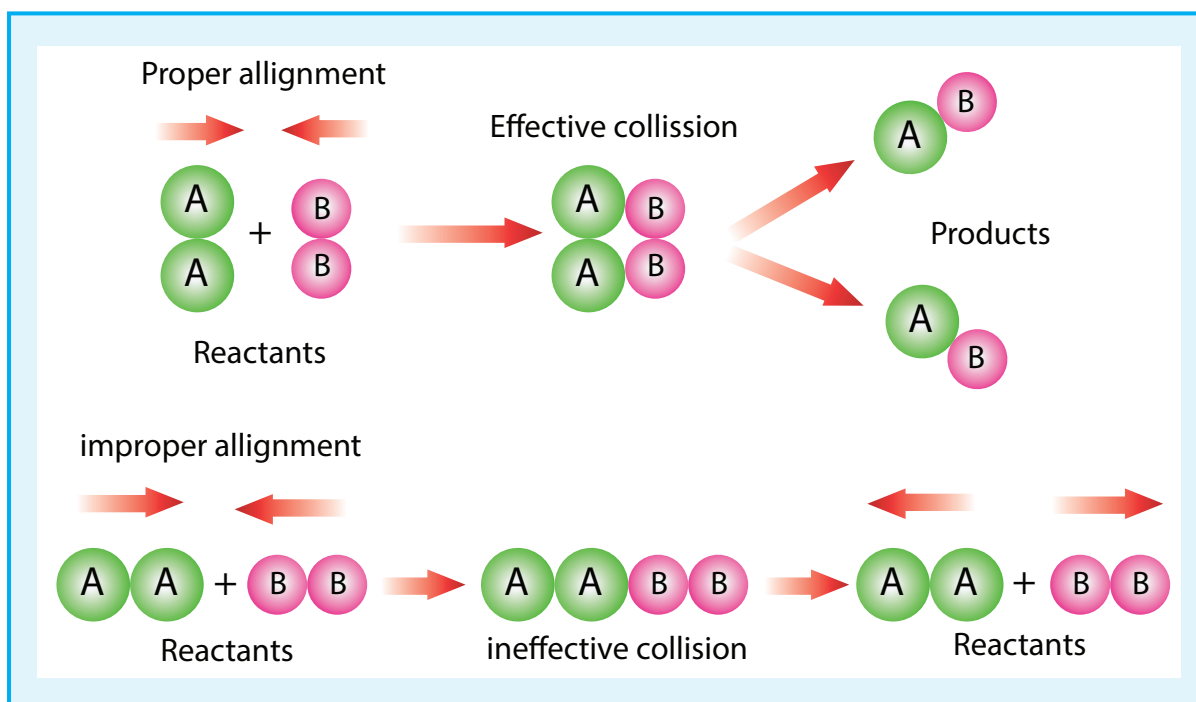 Proper allignment
A
A
+
B
B
Reactants
Effective collission
A
A
B
B
A
B
Products
A
B
improper allignment
A A + B B
Reactants
A A B B
ineffective collision
A A + B B
Reactants